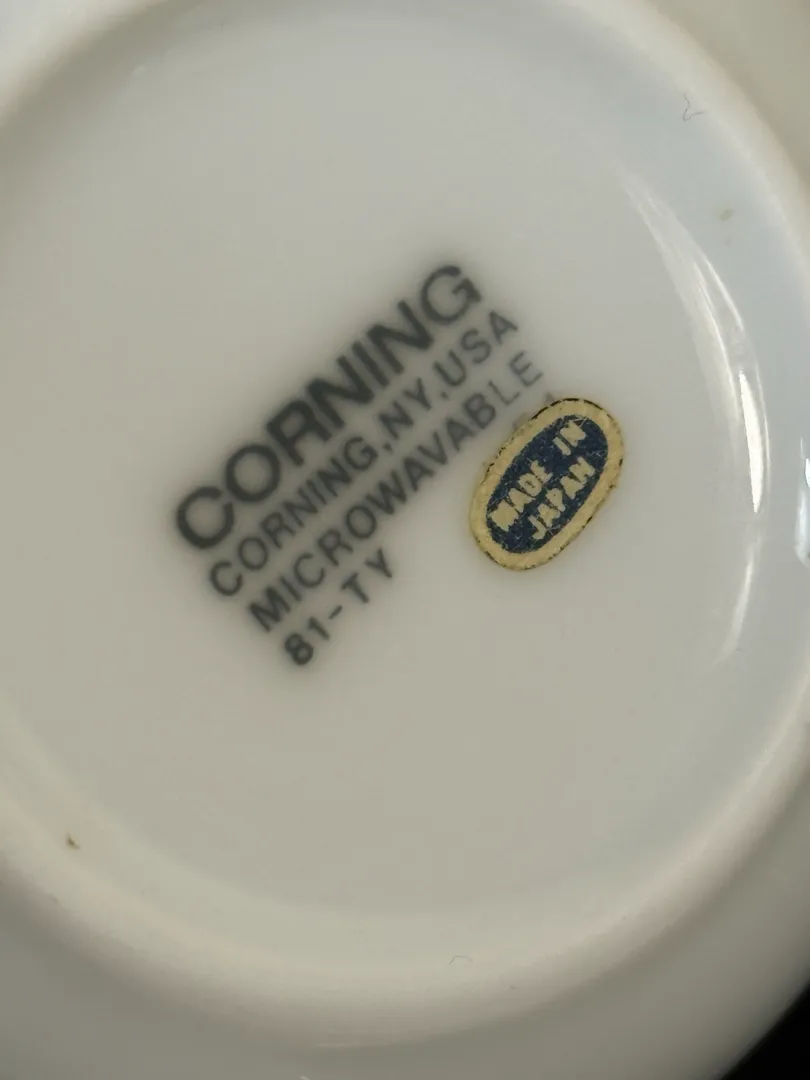 CORNING
CORNING,NY,USA
MICROWAVABLE
81-TY
MADE IN
JAPAN